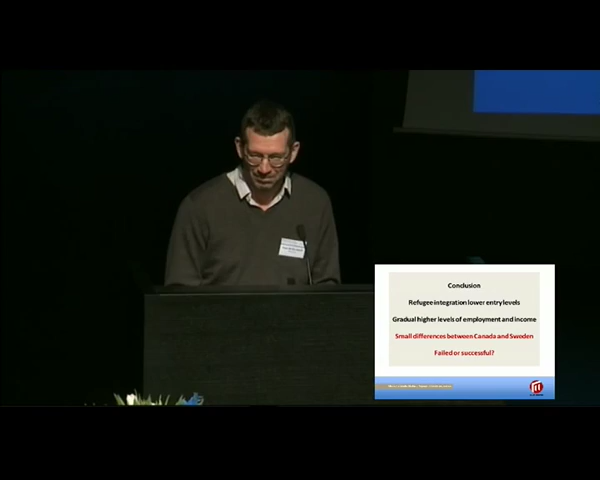 Conclusion
Refugee integration lower entry levels
Gradual higher levels of employment and income
Small differences between Canada and Sweden
Failed or successful?